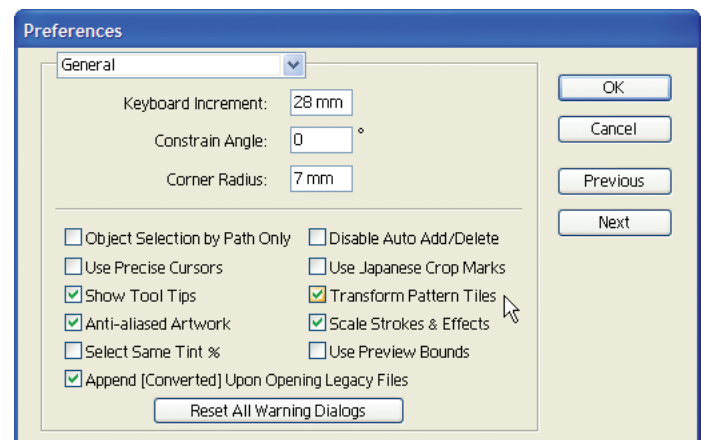 Preferences
General
OK
Keyboard Increment: 28 mm
Cancel
Constrain Angle: 0 °
Corner Radius: 7 mm
Previous
Next
Object Selection by Path Only Disable Auto Add/Delete
Use Precise Cursors Use Japanese Crop Marks
Show Tool Tips Transform Pattern Tiles
Anti-aliased Artwork Scale Strokes & Effects
Select Same Tint % Use Preview Bounds
Append [Converted] Upon Opening Legacy Files
Reset All Warning Dialogs